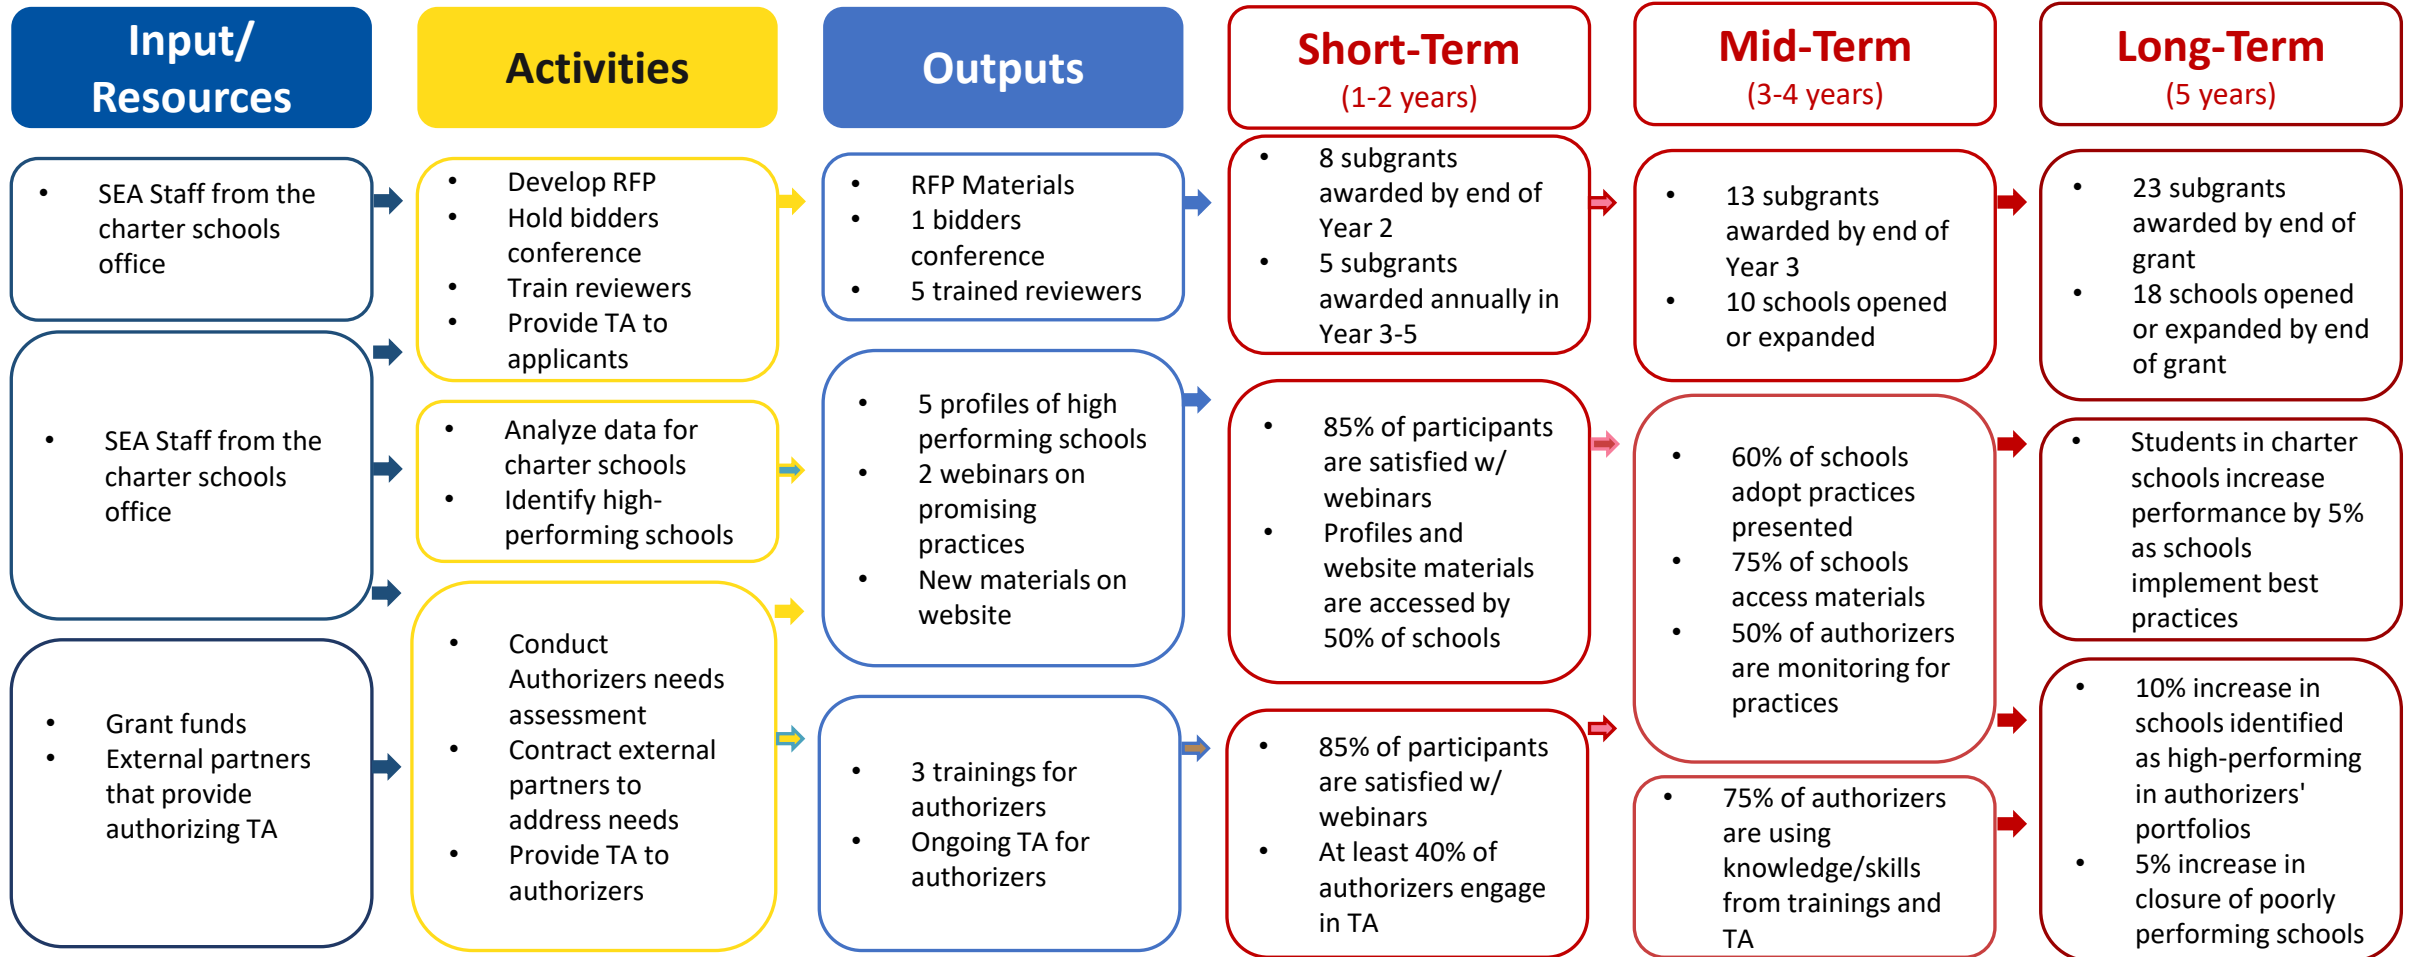 Input/
Resources
Activities
Outputs
Short-Term
(1-2 years)
Mid-Term
(3-4 years)
Long-Term
(5 years)
• SEA Staff from the
charter schools
office
• SEA Staff from the
charter schools
office
• Grant funds
• External partners
that provide
authorizing TA
• Develop RFP
• Hold bidders
conference
• Train reviewers
• Provide TA to
applicants
• Analyze data for
charter schools
• Identify high-
performing schools
• Conduct
Authorizers needs
assessment
• Contract external
partners to
address needs
• Provide TA to
authorizers
• RFP Materials
• 1 bidders
conference
• 5 trained reviewers
• 5 profiles of high
performing schools
• 2 webinars on
promising
practices
• New materials on
website
• 3 trainings for
authorizers
• Ongoing TA for
authorizers
• 8 subgrants
awarded by end of
Year 2
• 5 subgrants
awarded annually in
Year 3-5
• 85% of participants
are satisfied w/
webinars
• Profiles and
website materials
are accessed by
50% of schools
• 85% of participants
are satisfied w/
webinars
• At least 40% of
authorizers engage
in TA
• 13 subgrants
awarded by end of
Year 3
• 10 schools opened
or expanded
• 60% of schools
adopt practices
presented
• 75% of schools
access materials
• 50% of authorizers
are monitoring for
practices
• 75% of authorizers
are using
knowledge/skills
from trainings and
TA
• 23 subgrants
awarded by end of
grant
• 18 schools opened
or expanded by end
of grant
• Students in charter
schools increase
performance by 5%
as schools
implement best
practices
• 10% increase in
schools identified
as high-performing
in authorizers'
portfolios
• 5% increase in
closure of poorly
performing schools